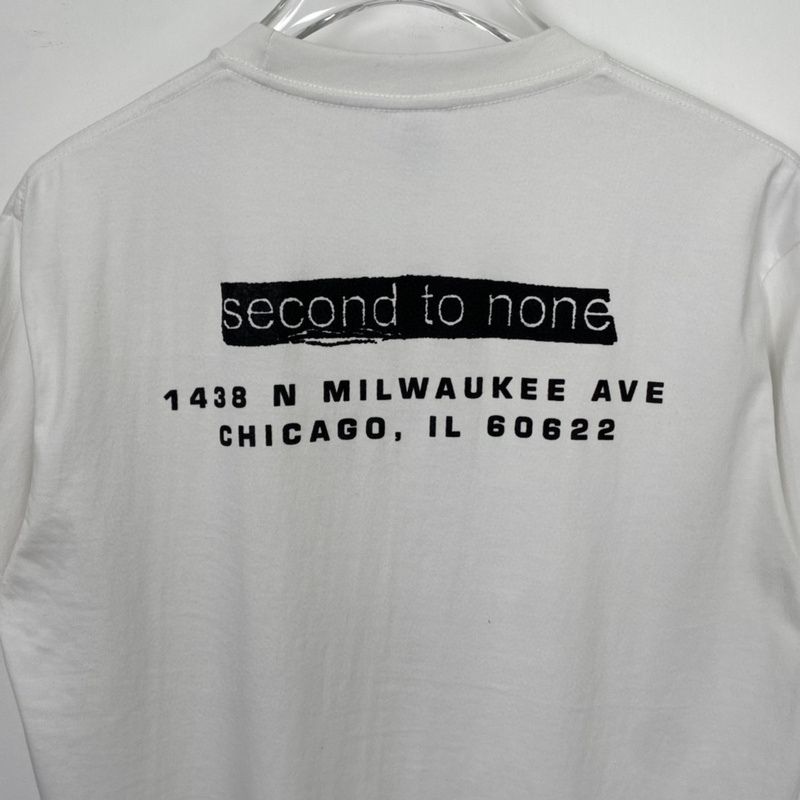 second to none
1438 N MILWAUKEE AVE
CHICAGO, IL 60622